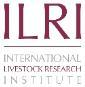 ILRI
INTERNATIONAL
LIVESTOCK RESEARCH
INSTITUTE